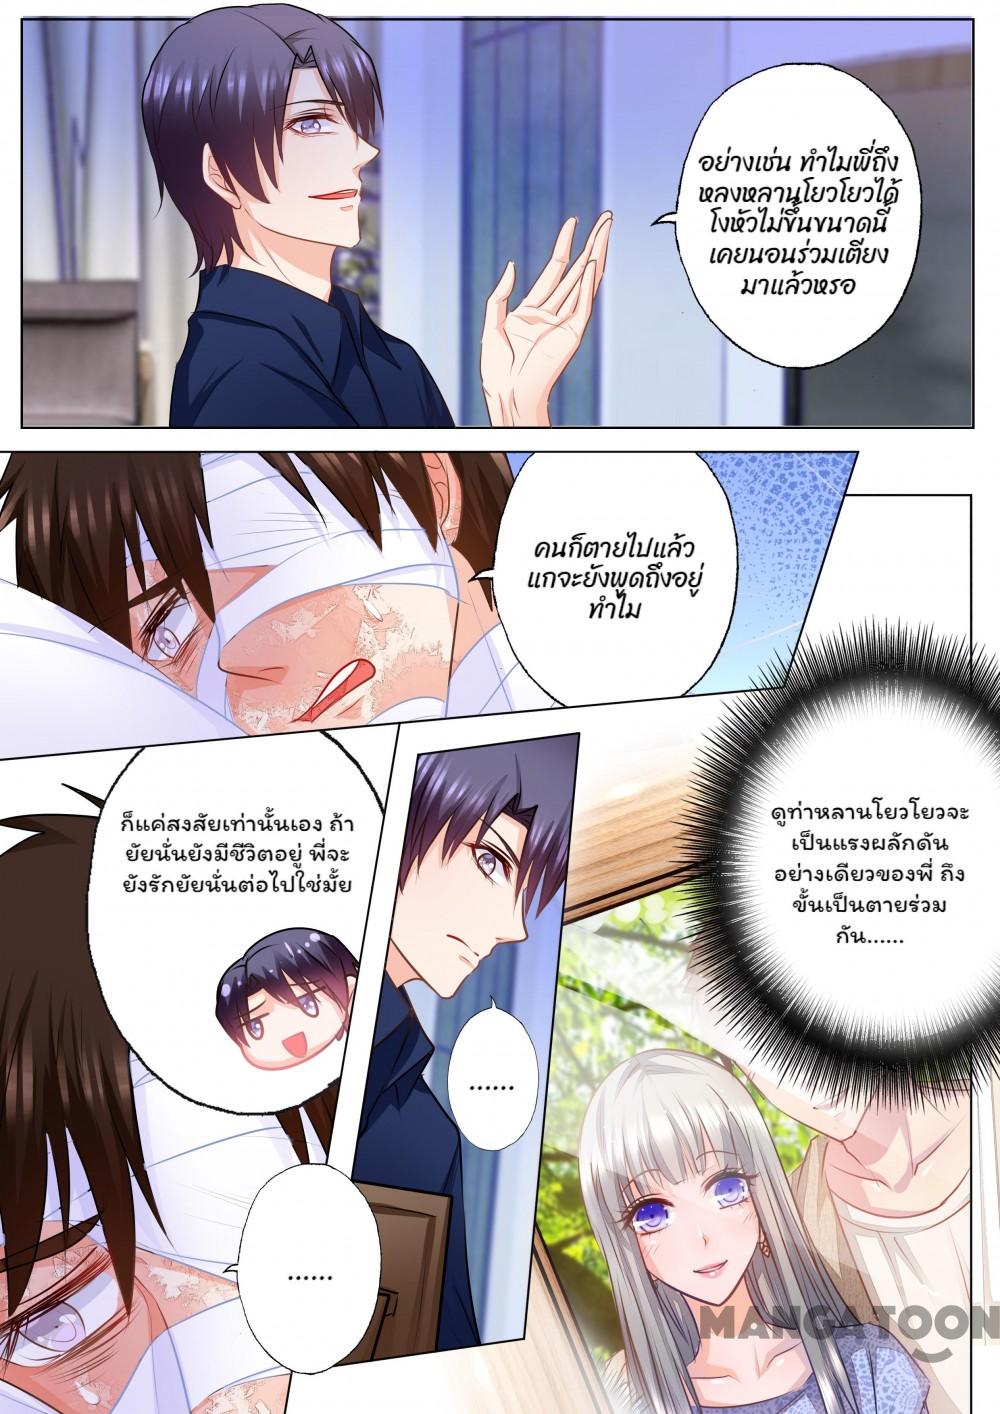 อย่างเช่น ทำไมพี่ถึง
หลงหลานโยวโยวได้
โงหัวไม่ขึ้นขนาดนี้
เคยนอนร่วมเตียง
มาแล้วหรอ
คนก็ตายไปแล้ว
แกจะยังพูดถึงอยู่
ทำไม
ก็แค่สงสัยเท่านั้นเอง ถ้า
ยัยนั่นยังมีชีวิตอยู่ พี่จะ
ยังรักยัยนั่นต่อไปใช่มั้ย
ดูท่าหลานโยวโยวจะ
เป็นแรงผลักดัน
อย่างเดียวของพี่ ถึง
ขั้นเป็นตายร่วม
กัน......
......
......
MANGATOON